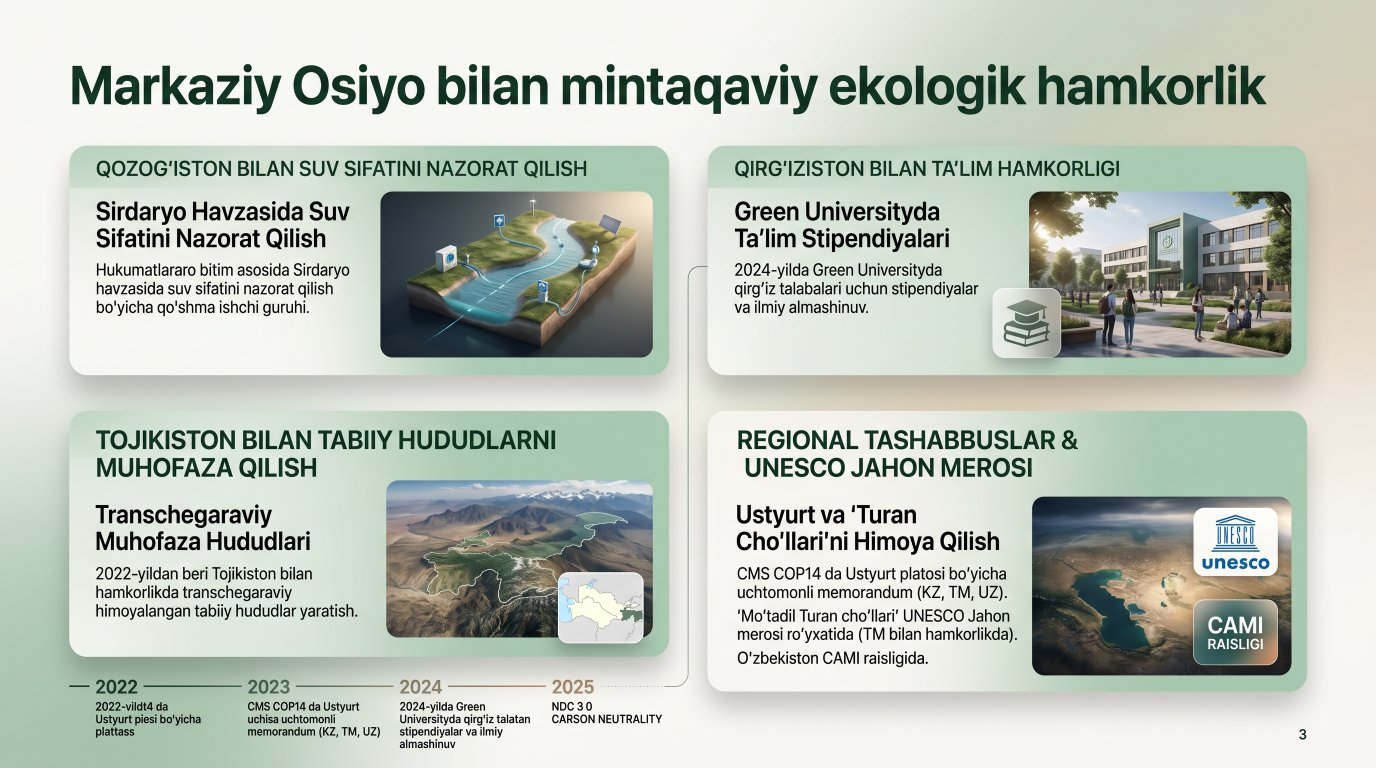 Markaziy Osiyo bilan mintaqaviy ekologik hamkorlik
QOZOG'ISTON BILAN SUV SIFATINI NAZORAT QILISH
Sirdaryo Havzasida Suv
Sifatini Nazorat Qilish
Hukumatlararo bitim asosida Sirdaryo
havzasida suv sifatini nazorat qilish
bo'yicha qo'shma ishchi guruhi.
QIRG'IZISTON BILAN TA'LIM HAMKORLIGI
Green Universityda
Ta'lim Stipendiyalari
2024-yilda Green Universityda
qirg'iz talabalari uchun stipendiyalar
va ilmiy almashinuv.
TOJIKISTON BILAN TABIIY HUDUDLARNI
MUHOFAZA QILISH
Transchegaraviy
Muhofaza Hududlari
2022-yildan beri Tojikiston bilan
hamkorlikda transchegaraviy
himoyalangan tabiiy hududlar yaratish.
REGIONAL TASHABBUSLAR &
UNESCO JAHON MEROSI
Ustyurt va 'Turan
Cho'llari'ni Himoya Qilish
CMS COP14 da Ustyurt platosi bo'yicha
uchtomonli memorandum (KZ, TM, UZ).
'Mo'tadil Turan cho'llari' UNESCO Jahon
merosi ro'yxatida (TM bilan hamkorlikda).
O'zbekiston CAMI raisligida.
UNESCO
unesco
CAMI
RAISLIGI
2022
2022-vildt4 da
Ustyurt piesi bo'yicha
plattass
2023
CMS COP14 da Ustyurt
uchisa uchtomonli
memorandum (KZ, TM, UZ)
2024
2024-yilda Green
Universityda qirg'iz talatan
stipendiyalar va ilmiy
almashinuv
2025
NDC 3 0
CARSON NEUTRALITY
3